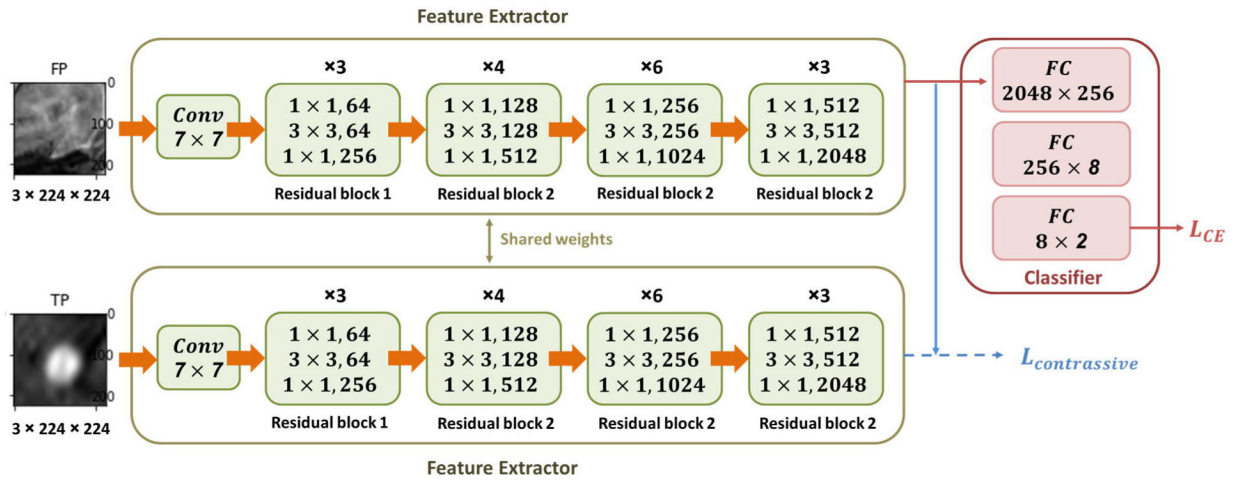 Feature Extractor
FP
0
100
200
3 × 224 × 224
Conv
7 × 7
×3
1 × 1, 64
3 × 3, 64
1 × 1, 256
Residual block 1
×4
1 × 1, 128
3 × 3, 128
1 × 1, 512
Residual block 2
×6
1 × 1, 256
3 × 3, 256
1 × 1, 1024
Residual block 2
×3
1 × 1, 512
3 × 3, 512
1 × 1, 2048
Residual block 2
FC
2048 × 256
FC
256 × 8
FC
8 × 2
Classifier
L_CE
Shared weights
TP
0
100
200
3 × 224 × 224
Conv
7 × 7
×3
1 × 1, 64
3 × 3, 64
1 × 1, 256
Residual block 1
×4
1 × 1, 128
3 × 3, 128
1 × 1, 512
Residual block 2
×6
1 × 1, 256
3 × 3, 256
1 × 1, 1024
Residual block 2
×3
1 × 1, 512
3 × 3, 512
1 × 1, 2048
Residual block 2
L_contrassive
Feature Extractor